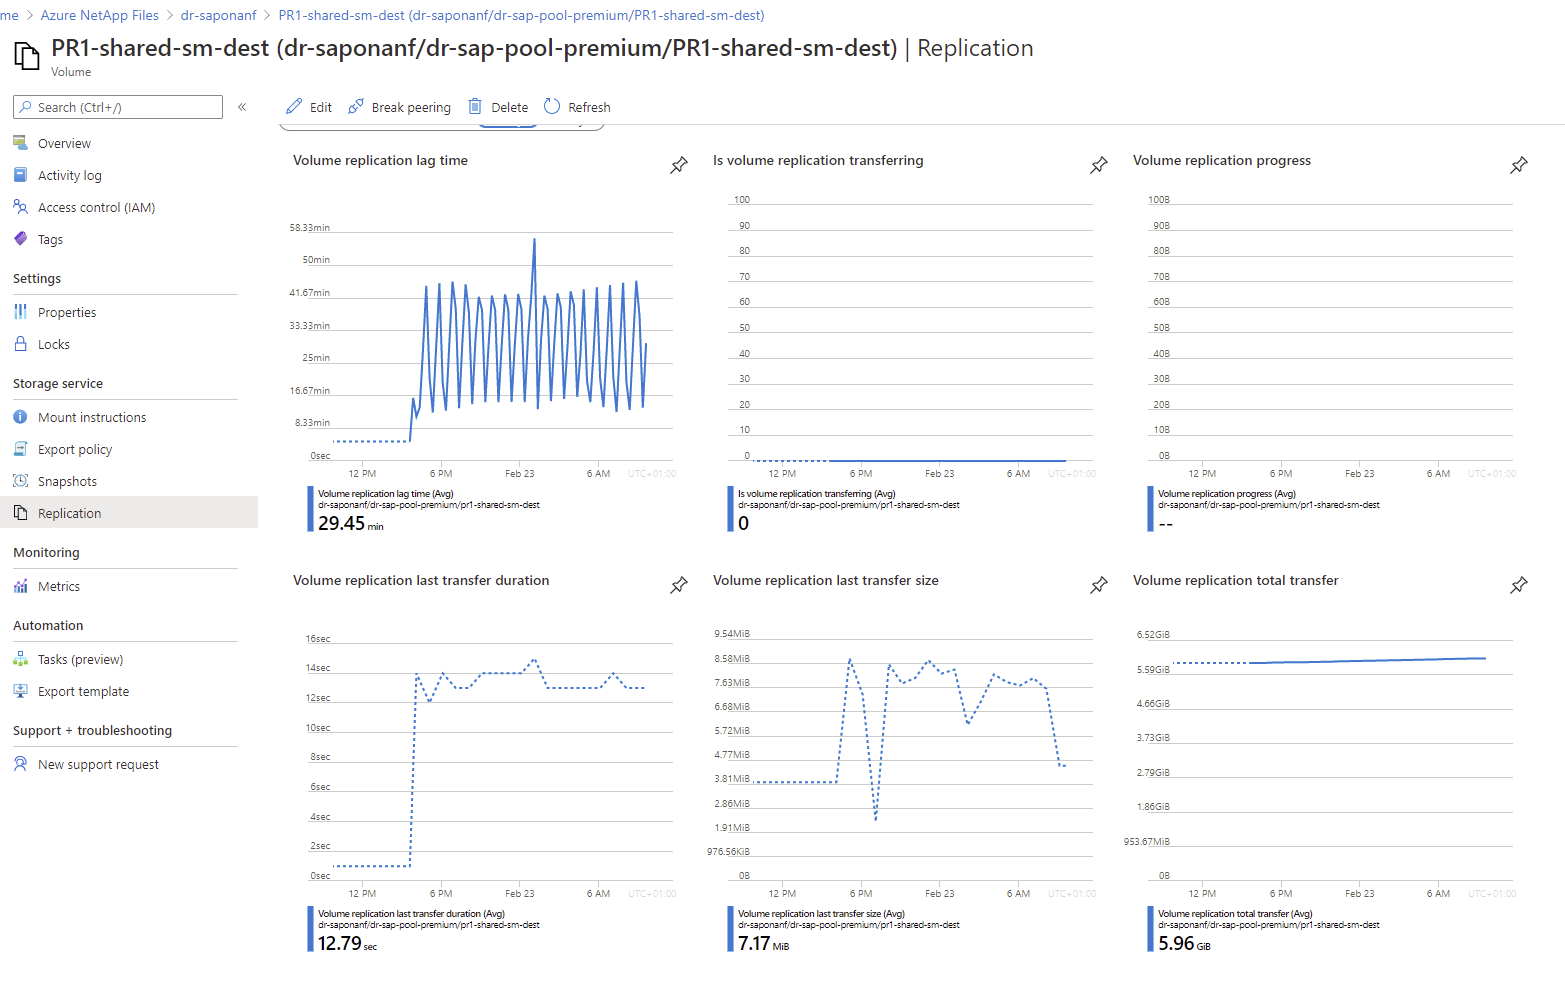 me > Azure NetApp Files > dr-saponanf > PR1-shared-sm-dest (dr-saponanf/dr-sap-pool-premium/PR1-shared-sm-dest)
PR1-shared-sm-dest (dr-saponanf/dr-sap-pool-premium/PR1-shared-sm-dest) | Replication
Volume
Search (Ctrl+/)
«
Edit
Break peering
Delete
Refresh
Overview
Activity log
Access control (IAM)
Tags
Settings
Properties
Locks
Storage service
Mount instructions
Export policy
Snapshots
Replication
Monitoring
Metrics
Automation
Tasks (preview)
Export template
Support + troubleshooting
New support request
Volume replication lag time
58.33min
50min
41.67min
33.33min
25min
16.67min
8.33min
0sec
12 PM 6 PM Feb 23 6 AM UTC+01:00
Volume replication lag time (Avg)
dr-saponanf/dr-sap-pool-premium/pr1-shared-sm-dest
29.45 min
Is volume replication transferring
100
90
80
70
60
50
40
30
20
10
0
12 PM 6 PM Feb 23 6 AM UTC+01:00
Is volume replication transferring (Avg)
dr-saponanf/dr-sap-pool-premium/pr1-shared-sm-dest
0
Volume replication progress
100B
90B
80B
70B
60B
50B
40B
30B
20B
10B
0B
12 PM 6 PM Feb 23 6 AM UTC+01:00
Volume replication progress (Avg)
dr-saponanf/dr-sap-pool-premium/pr1-shared-sm-dest
--
Volume replication last transfer duration
16sec
14sec
12sec
10sec
8sec
6sec
4sec
2sec
0sec
12 PM 6 PM Feb 23 6 AM UTC+01:00
Volume replication last transfer duration (Avg)
dr-saponanf/dr-sap-pool-premium/pr1-shared-sm-dest
12.79 sec
Volume replication last transfer size
9.54MiB
8.58MiB
7.63MiB
6.68MiB
5.72MiB
4.77MiB
3.81MiB
2.86MiB
1.91MiB
976.56KiB
0B
12 PM 6 PM Feb 23 6 AM UTC+01:00
Volume replication last transfer size (Avg)
dr-saponanf/dr-sap-pool-premium/pr1-shared-sm-dest
7.17 MiB
Volume replication total transfer
6.52GiB
5.59GiB
4.66GiB
3.73GiB
2.79GiB
1.86GiB
953.67MiB
0B
12 PM 6 PM Feb 23 6 AM UTC+01:00
Volume replication total transfer (Avg)
dr-saponanf/dr-sap-pool-premium/pr1-shared-sm-dest
5.96 GiB